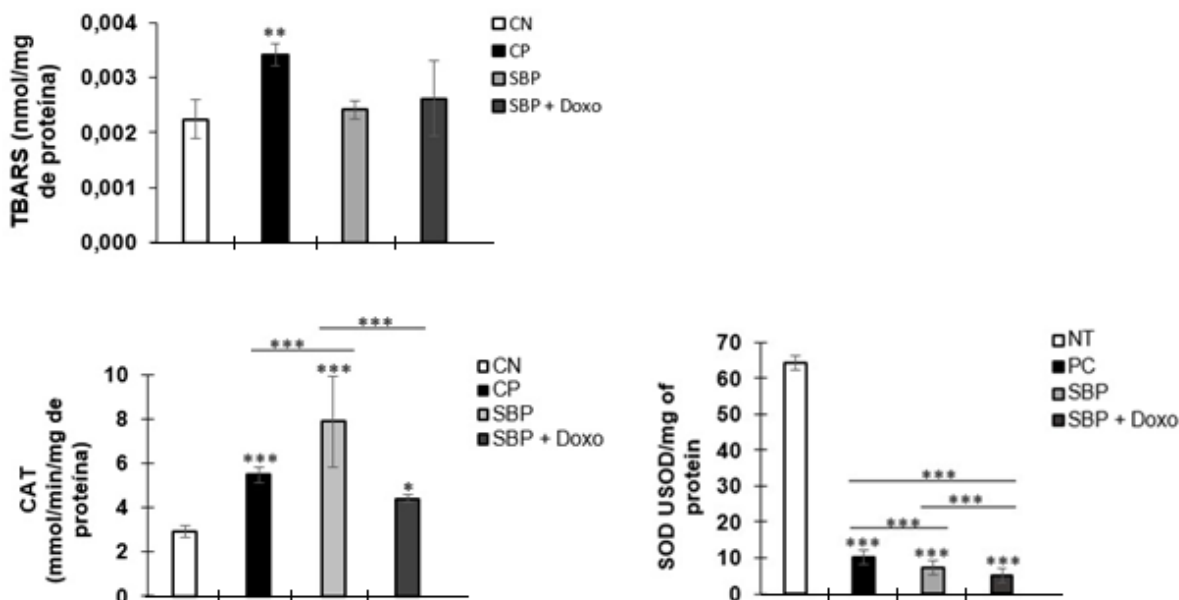 TBARS (nmol/mg
de proteína)
0,004
0,003
0,002
0,001
0,000
**
CN
CP
SBP
SBP + Doxo
CAT
(mmol/min/mg de
proteína)
10
8
6
4
2
0
***
***
***
***
*
CN
CP
SBP
SBP + Doxo
SOD USOD/mg of
protein
70
60
50
40
30
20
10
0
***
***
***
***
***
***
NT
PC
SBP
SBP + Doxo